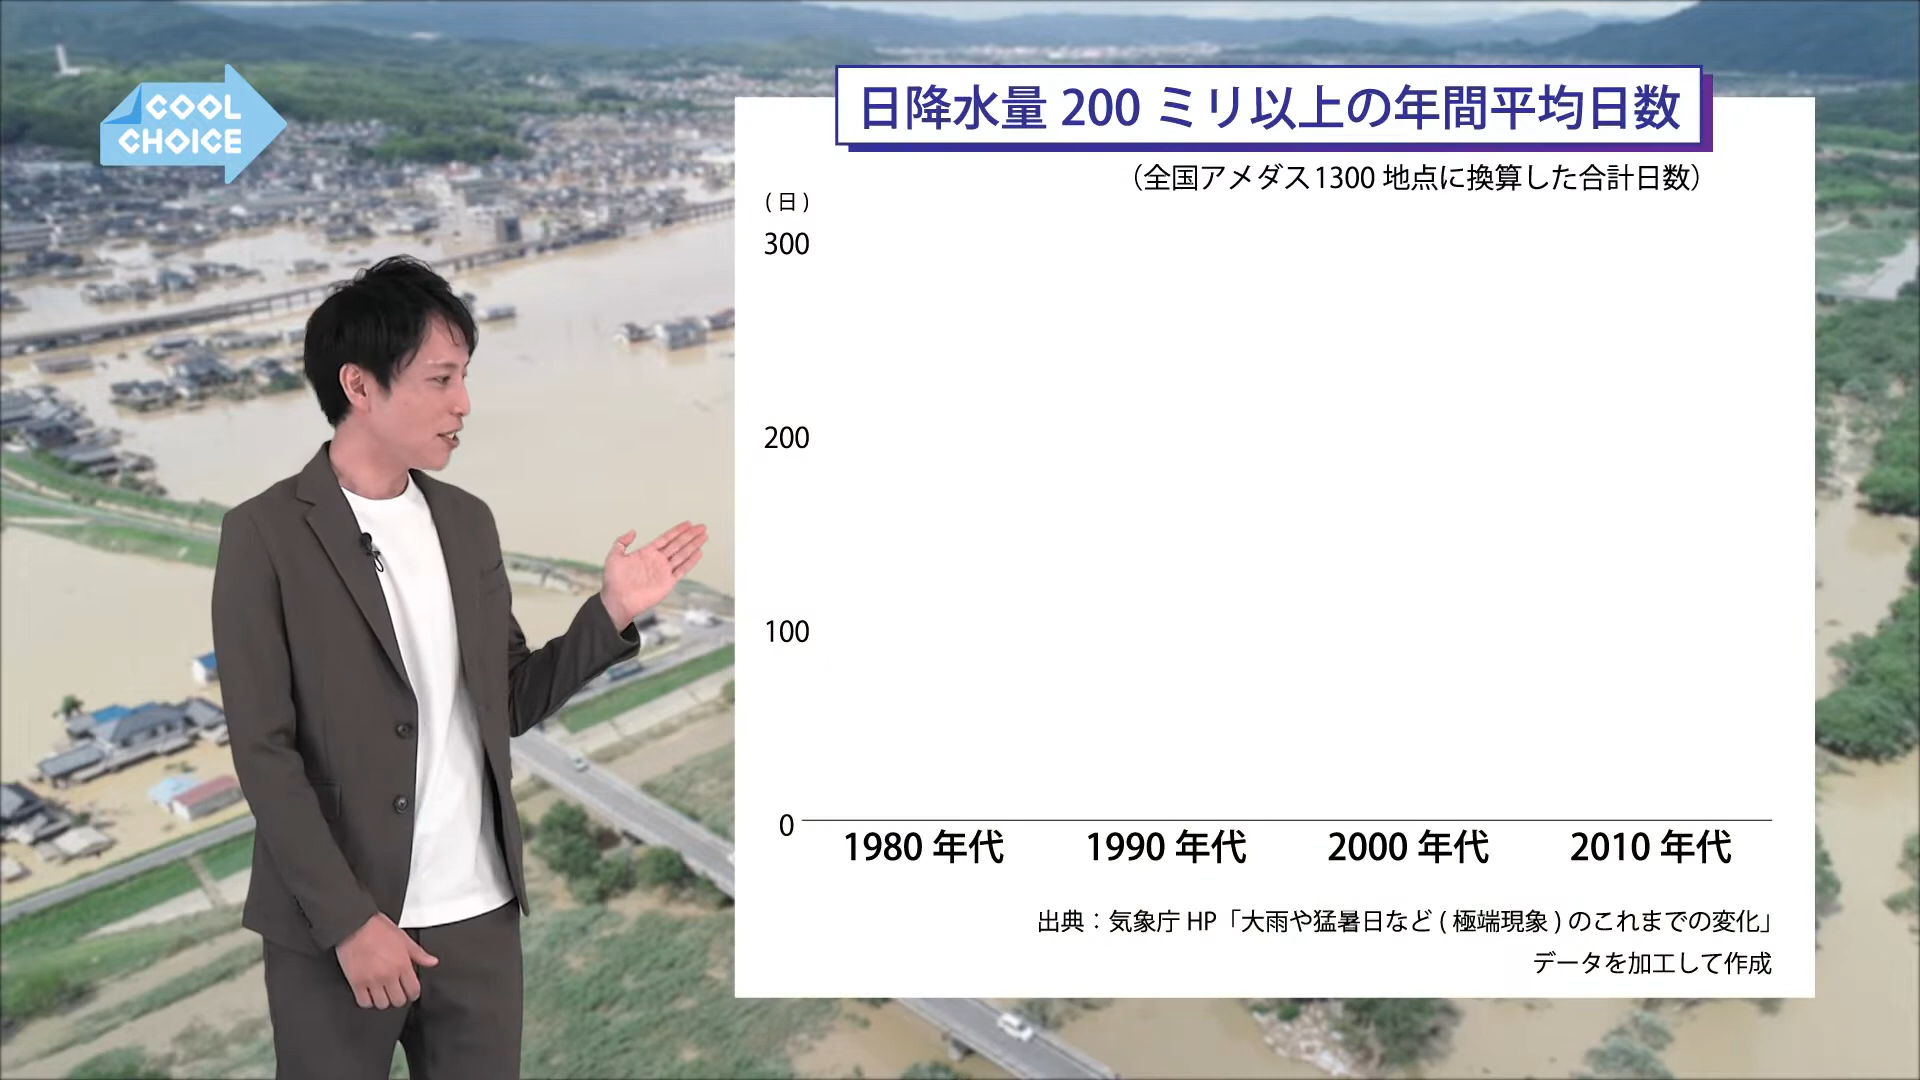 COOL
CHOICE
日降水量 200 ミリ以上の年間平均日数
（全国アメダス1300 地点に換算した合計日数）
( 日 )
300
200
100
0
1980 年代
1990 年代
2000 年代
2010 年代
出典：気象庁 HP「大雨や猛暑日など ( 極端現象 ) のこれまでの変化」
データを加工して作成